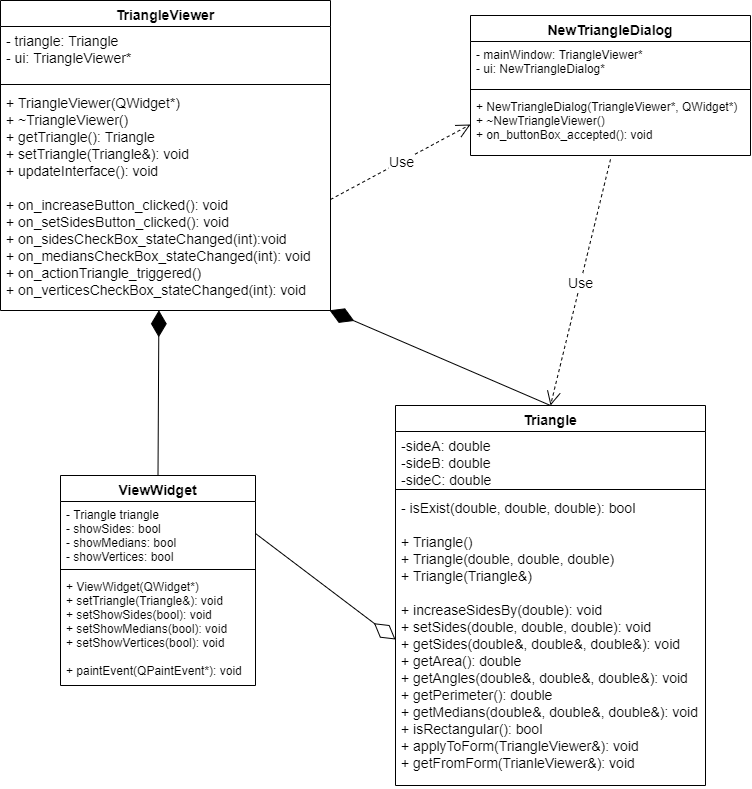 TriangleViewer
- triangle: Triangle
- ui: TriangleViewer*
+ TriangleViewer(QWidget*)
+ ~TriangleViewer()
+ getTriangle(): Triangle
+ setTriangle(Triangle&): void
+ updateInterface(): void
+ on_increaseButton_clicked(): void
+ on_setSidesButton_clicked(): void
+ on_sidesCheckBox_stateChanged(int):void
+ on_mediansCheckBox_stateChanged(int): void
+ on_actionTriangle_triggered()
+ on_verticesCheckBox_stateChanged(int): void
NewTriangleDialog
- mainWindow: TriangleViewer*
- ui: NewTriangleDialog*
+ NewTriangleDialog(TriangleViewer*, QWidget*)
+ ~NewTriangleViewer()
+ on_buttonBox_accepted(): void
Use
Use
ViewWidget
- Triangle triangle
- showSides: bool
- showMedians: bool
- showVertices: bool
+ ViewWidget(QWidget*)
+ setTriangle(Triangle&): void
+ setShowSides(bool): void
+ setShowMedians(bool): void
+ setShowVertices(bool): void
+ paintEvent(QPaintEvent*): void
Triangle
-sideA: double
-sideB: double
-sideC: double
- isExist(double, double, double): bool
+ Triangle()
+ Triangle(double, double, double)
+ Triangle(Triangle&)
+ increaseSidesBy(double): void
+ setSides(double, double, double): void
+ getSides(double&, double&, double&): void
+ getArea(): double
+ getAngles(double&, double&, double&): void
+ getPerimeter(): double
+ getMedians(double&, double&, double&): void
+ isRectangular(): bool
+ applyToForm(TriangleViewer&): void
+ getFromForm(TrianleViewer&): void